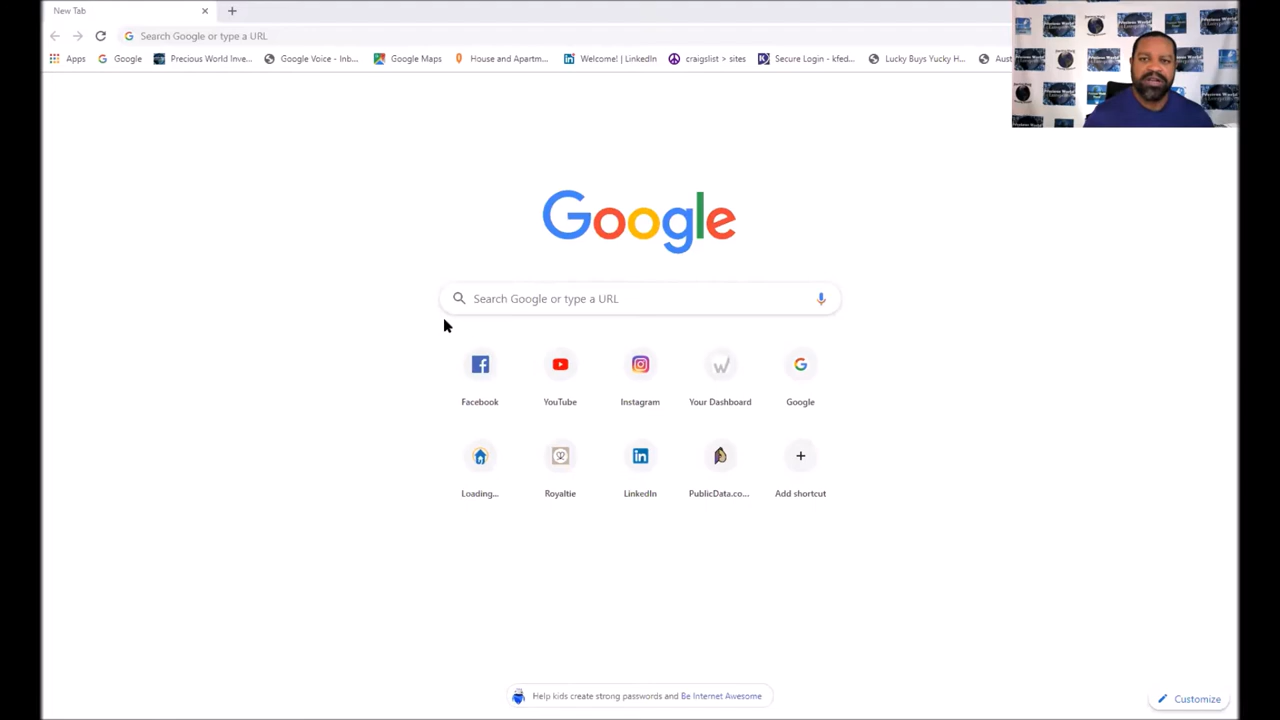 New Tab
Search Google or type a URL
Apps Google Precious World Inve... Google Voice - Inb... Google Maps House and Apartm... Welcome! | LinkedIn craigslist > sites Secure Login - kfed... Lucky Buys Yucky H... Aust
Google
Search Google or type a URL
Facebook YouTube Instagram Your Dashboard Google
Loading... Royaltie LinkedIn PublicData.co... Add shortcut
Help kids create strong passwords and Be Internet Awesome
Customize